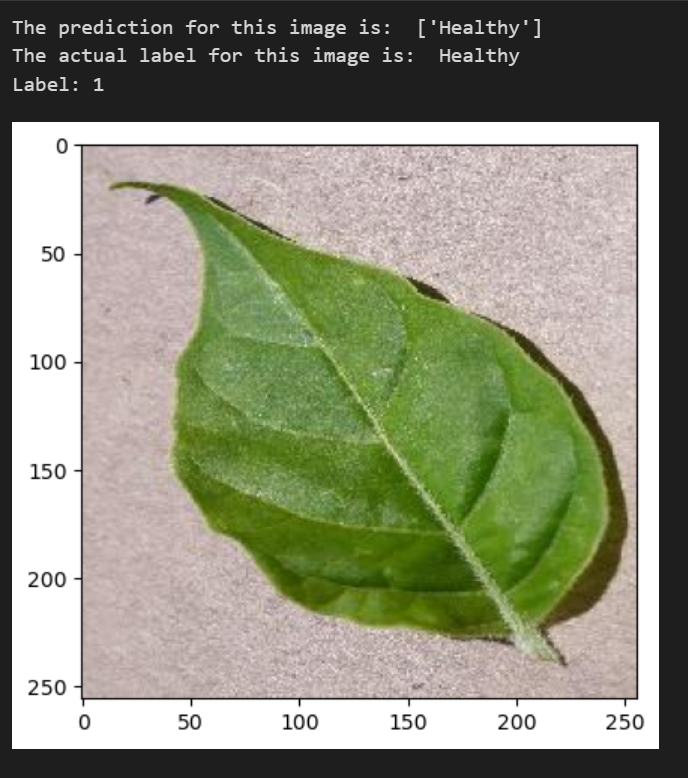 The prediction for this image is:  ['Healthy']
The actual label for this image is:  Healthy
Label: 1
0
50
100
150
200
250
0 50 100 150 200 250